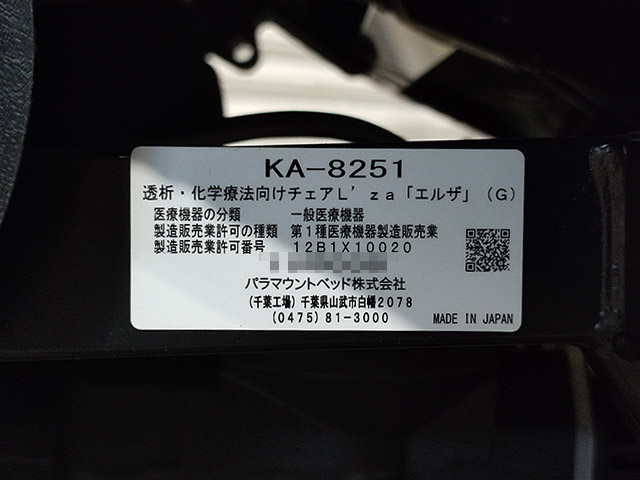 KA-8251
透析・化学療法向けチェアL'za「エルザ」(G)
医療機器の分類 一般医療機器
製造販売業許可の種類 第1種医療機器製造販売業
製造販売業許可番号 12B1X10020
パラマウントベッド株式会社
(千葉工場) 千葉県山武市白幡2078
(0475) 81-3000
MADE IN JAPAN